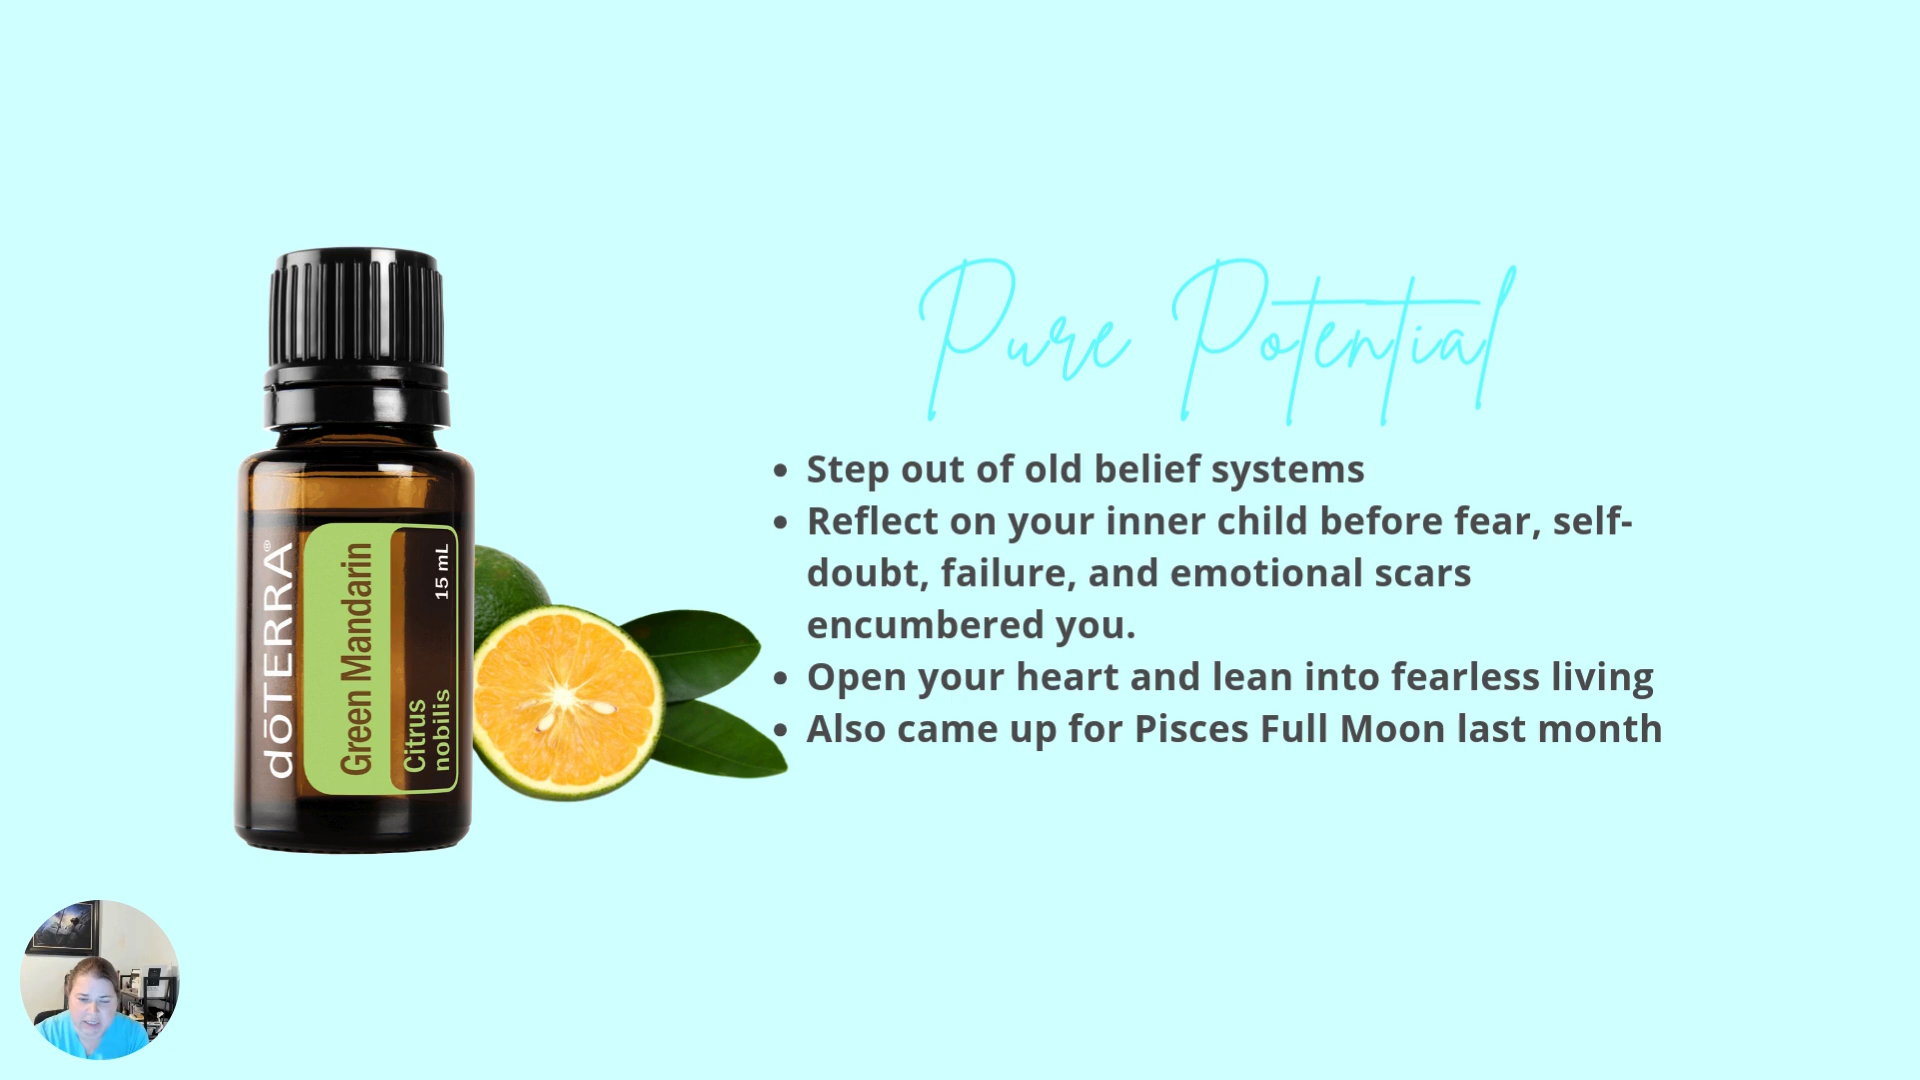 dōTERRA®
Green Mandarin
Citrus
nobilis
15 mL
Pure Potential
• Step out of old belief systems
• Reflect on your inner child before fear, self-
doubt, failure, and emotional scars
encumbered you.
• Open your heart and lean into fearless living
• Also came up for Pisces Full Moon last month